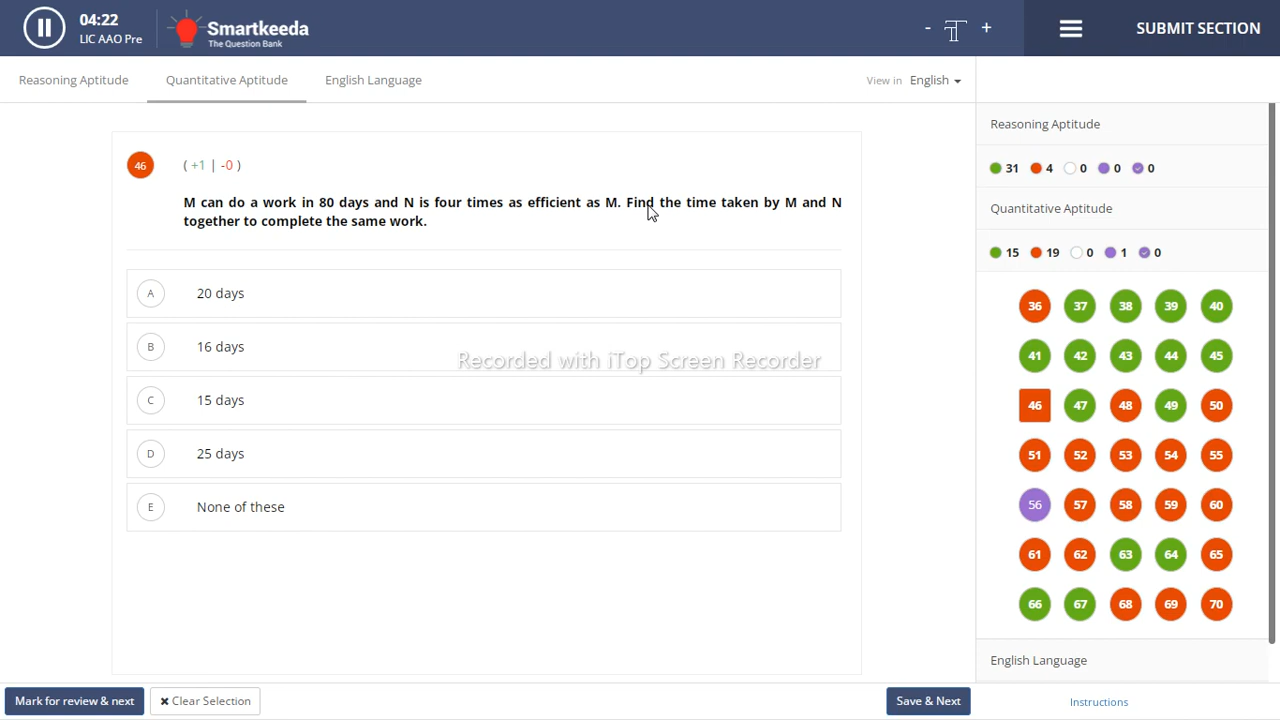 04:22
LIC AAO Pre
Smartkeeda
The Question Bank
- T +
SUBMIT SECTION
Reasoning Aptitude
Quantitative Aptitude
English Language
View in English
Reasoning Aptitude
31 4 0 0 0
Quantitative Aptitude
15 19 0 1 0
46
( +1 | -0 )
M can do a work in 80 days and N is four times as efficient as M. Find the time taken by M and N
together to complete the same work.
A 20 days
B 16 days
C 15 days
D 25 days
E None of these
Recorded with iTop Screen Recorder
36 37 38 39 40
41 42 43 44 45
46 47 48 49 50
51 52 53 54 55
56 57 58 59 60
61 62 63 64 65
66 67 68 69 70
English Language
Mark for review & next
✖ Clear Selection
Save & Next
Instructions